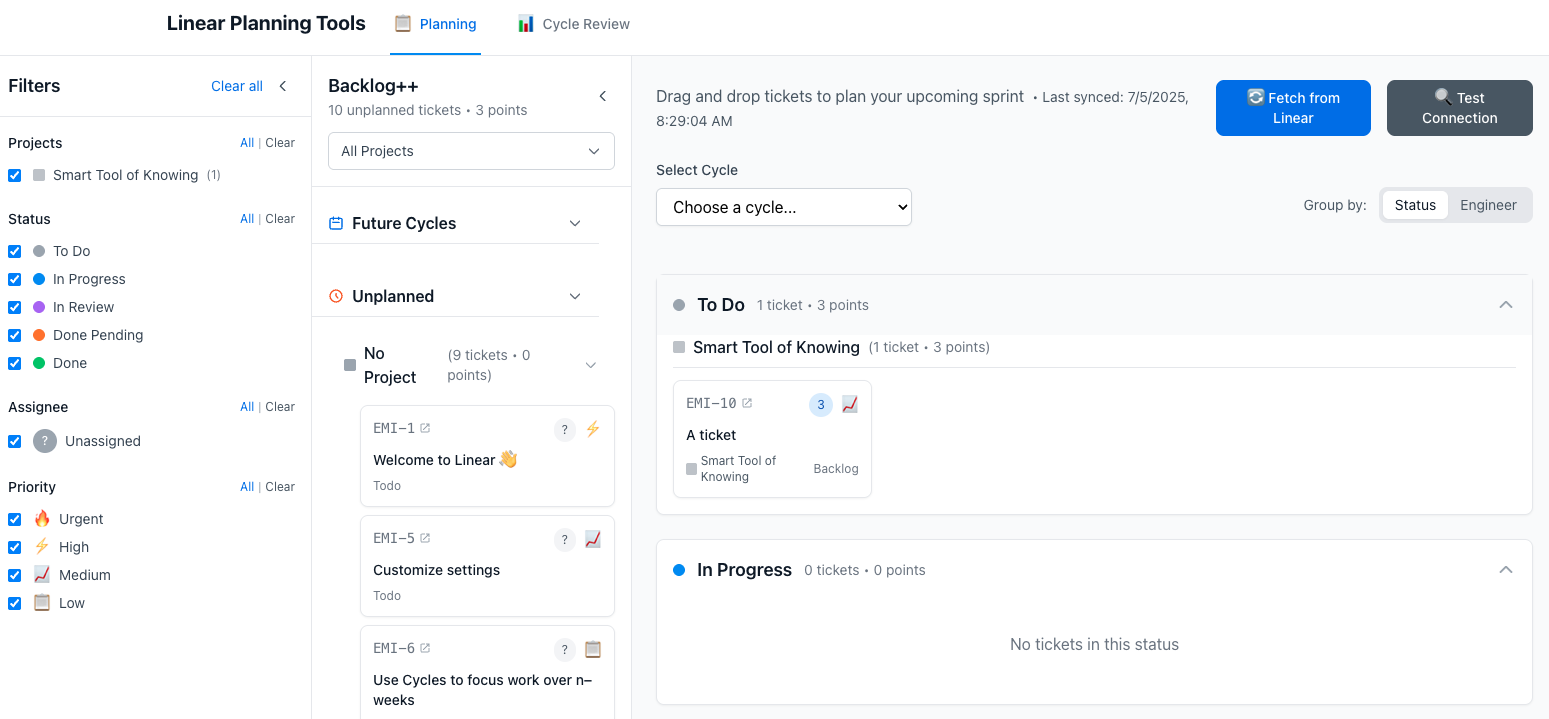 Linear Planning Tools
Planning
Cycle Review
Filters
Clear all
Projects
All | Clear
Smart Tool of Knowing (1)
Status
All | Clear
To Do
In Progress
In Review
Done Pending
Done
Assignee
All | Clear
? Unassigned
Priority
All | Clear
Urgent
High
Medium
Low
Backlog++
10 unplanned tickets • 3 points
All Projects
Future Cycles
Unplanned
No
Project
(9 tickets • 0
points)
EMI-1
?
Welcome to Linear
Todo
EMI-5
?
Customize settings
Todo
EMI-6
?
Use Cycles to focus work over n–
weeks
Drag and drop tickets to plan your upcoming sprint • Last synced: 7/5/2025,
8:29:04 AM
Fetch from
Linear
Test
Connection
Select Cycle
Choose a cycle...
Group by: Status Engineer
To Do 1 ticket • 3 points
Smart Tool of Knowing (1 ticket • 3 points)
EMI-10
3
A ticket
Smart Tool of
Knowing
Backlog
In Progress 0 tickets • 0 points
No tickets in this status